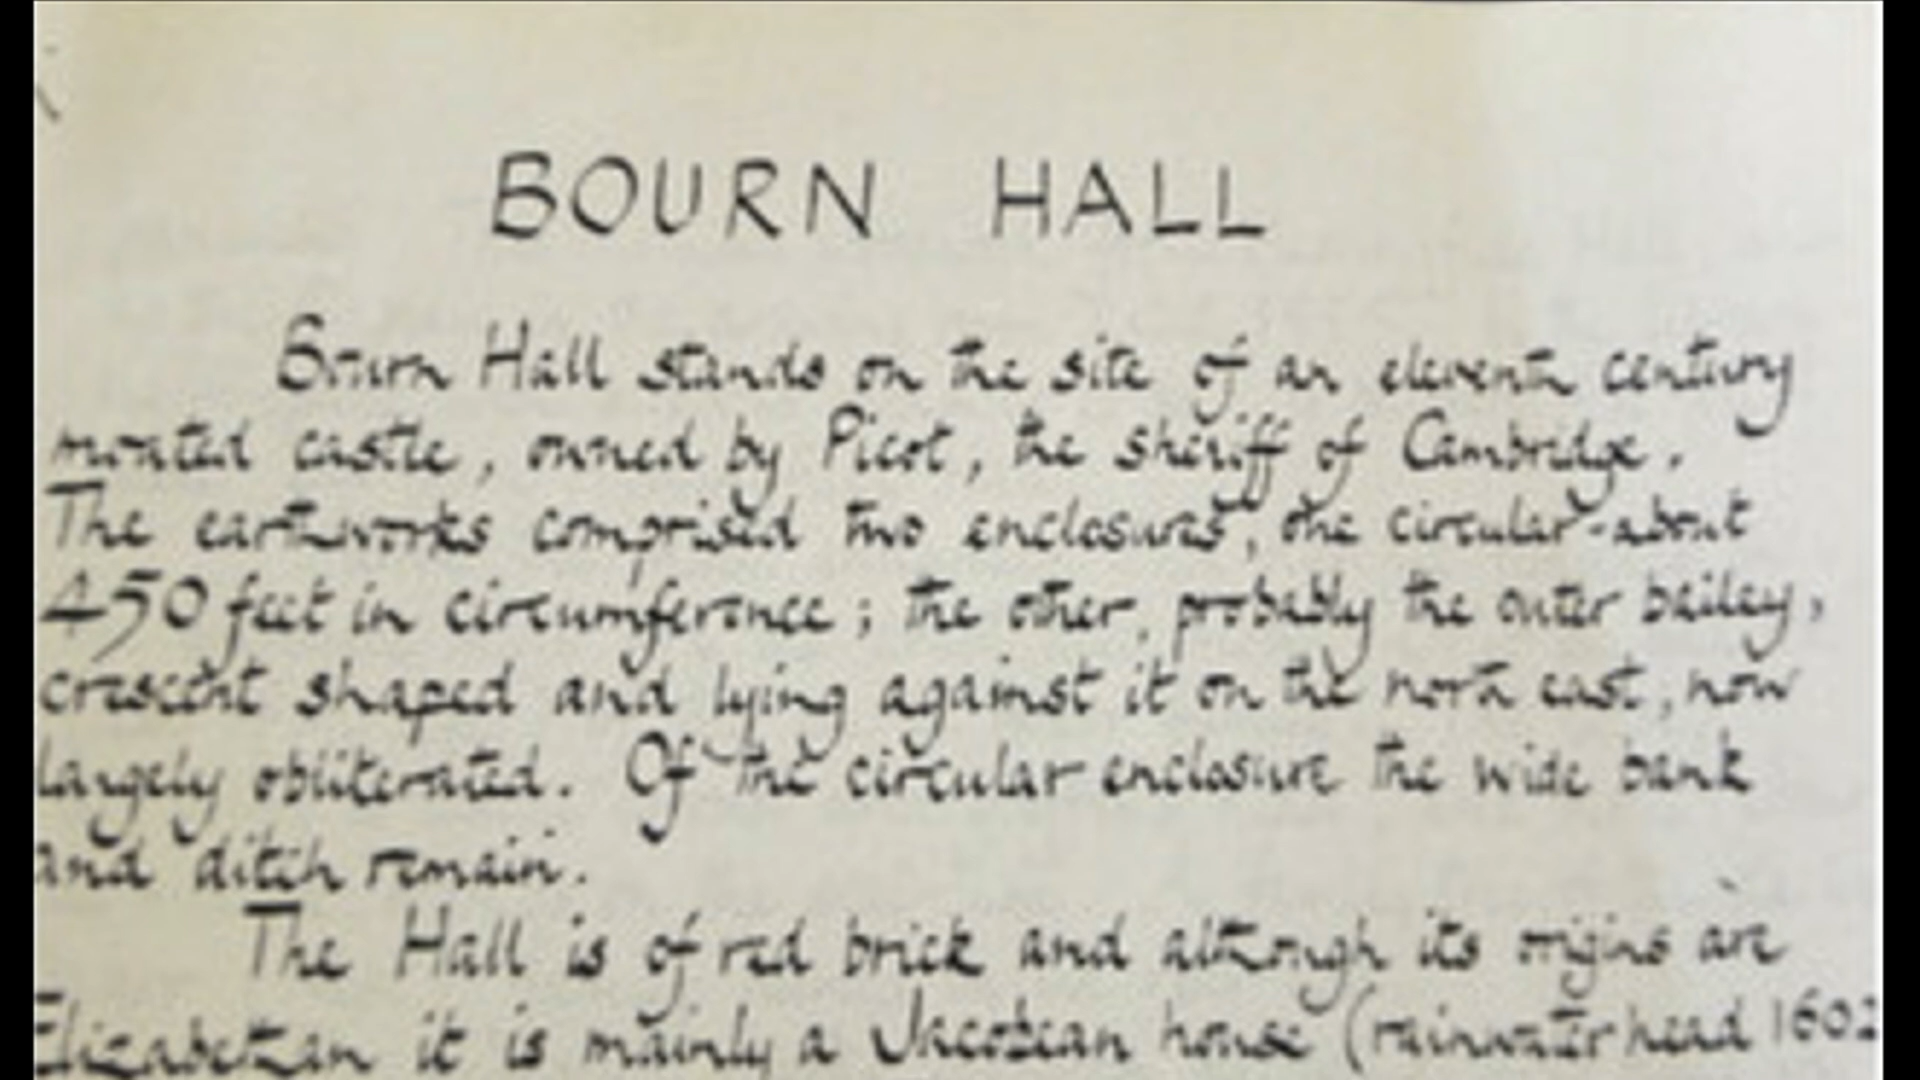 BOURN HALL
Bourn Hall stands on the site of an eleventh century
moated castle, owned by Picot, the sheriff of Cambridge.
The earthworks comprised two enclosures, one circular - about
450 feet in circumference; the other, probably the outer bailey,
crescent shaped and lying against it on the north east, now
largely obliterated. Of the circular enclosure the wide bank
and ditch remain.
The Hall is of red brick and although its origins are
Elizabethan it is mainly a Jacobean house (rainwater head 1602